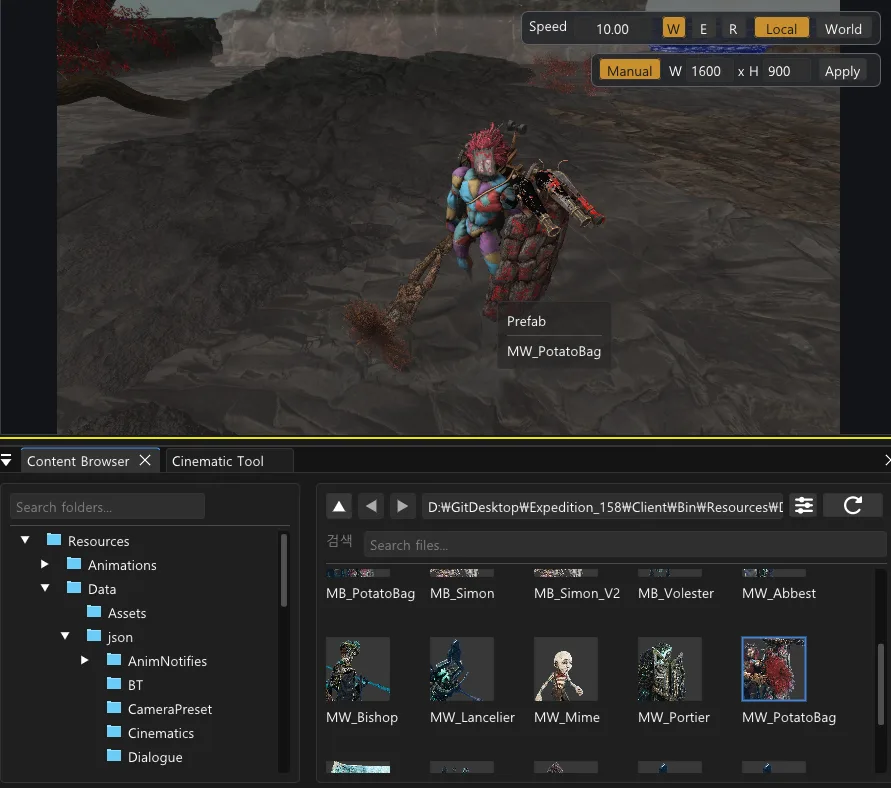 Speed 10.00 W E R Local World
Manual W 1600 x H 900 Apply
Prefab
MW_PotatoBag
Content Browser Cinematic Tool
Search folders...
D:₩GitDesktop₩Expedition_158₩Client₩Bin₩Resources₩D
Resources
Animations
Data
Assets
json
AnimNotifies
BT
CameraPreset
Cinematics
Dialogue
검색 Search files...
MB_PotatoBag MB_Simon MB_Simon_V2 MB_Volester MW_Abbest
MW_Bishop MW_Lancelier MW_Mime MW_Portier MW_PotatoBag